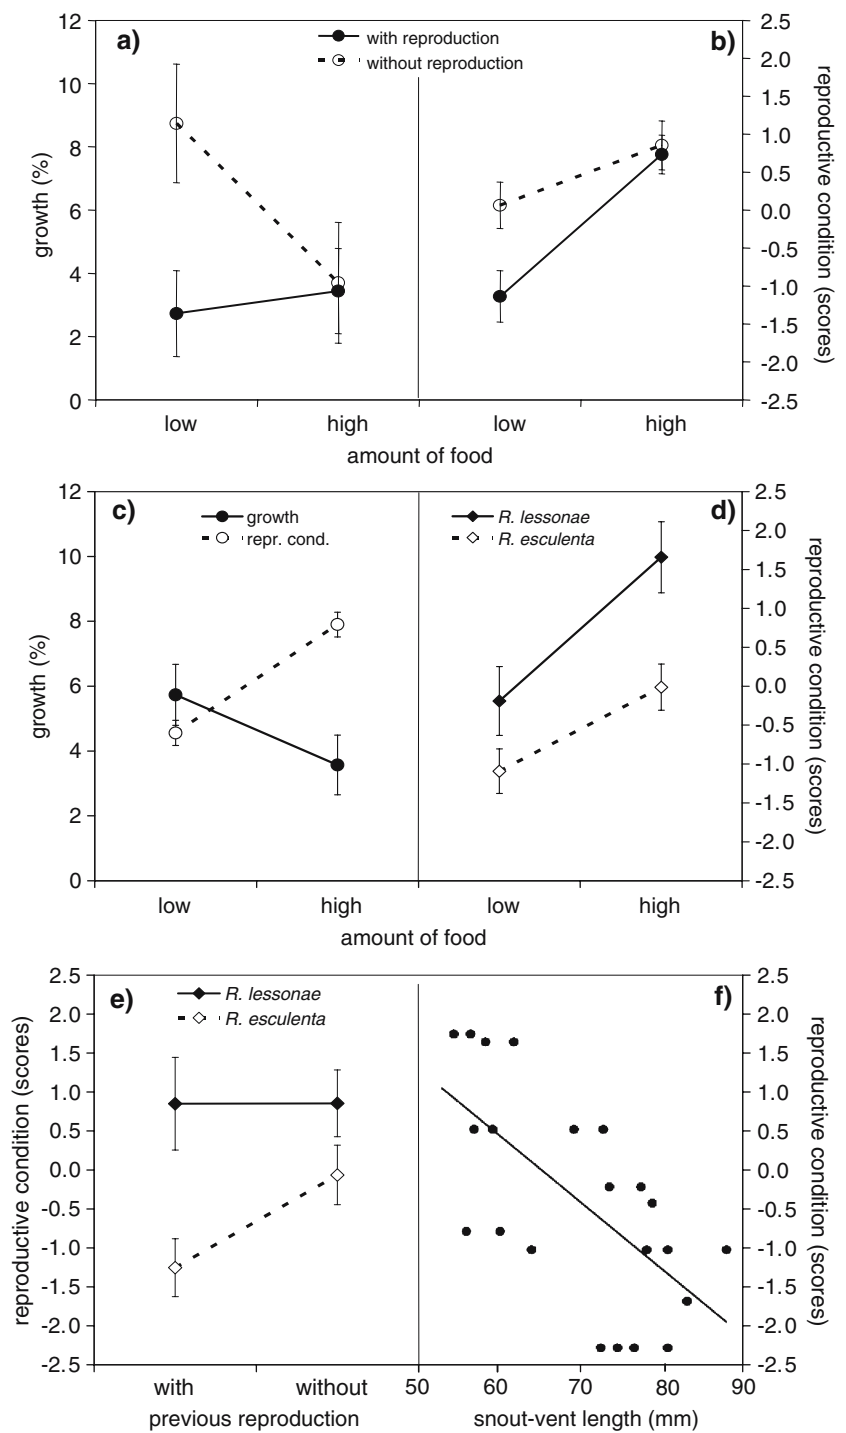 a)
with reproduction
without reproduction
b)
12
10
8
6
4
2
0
growth (%)
2.5
2.0
1.5
1.0
0.5
0.0
-0.5
-1.0
-1.5
-2.0
-2.5
reproductive condition (scores)
low
high
low
high
amount of food
c)
growth
repr. cond.
R. lessonae
R. esculenta
d)
12
10
8
6
4
2
0
growth (%)
2.5
2.0
1.5
1.0
0.5
0.0
-0.5
-1.0
-1.5
-2.0
-2.5
reproductive condition (scores)
low
high
low
high
amount of food
e)
R. lessonae
R. esculenta
f)
2.5
2.0
1.5
1.0
0.5
0.0
-0.5
-1.0
-1.5
-2.0
-2.5
reproductive condition (scores)
2.5
2.0
1.5
1.0
0.5
0.0
-0.5
-1.0
-1.5
-2.0
-2.5
reproductive condition (scores)
with
without
50
60
70
80
90
previous reproduction
snout-vent length (mm)